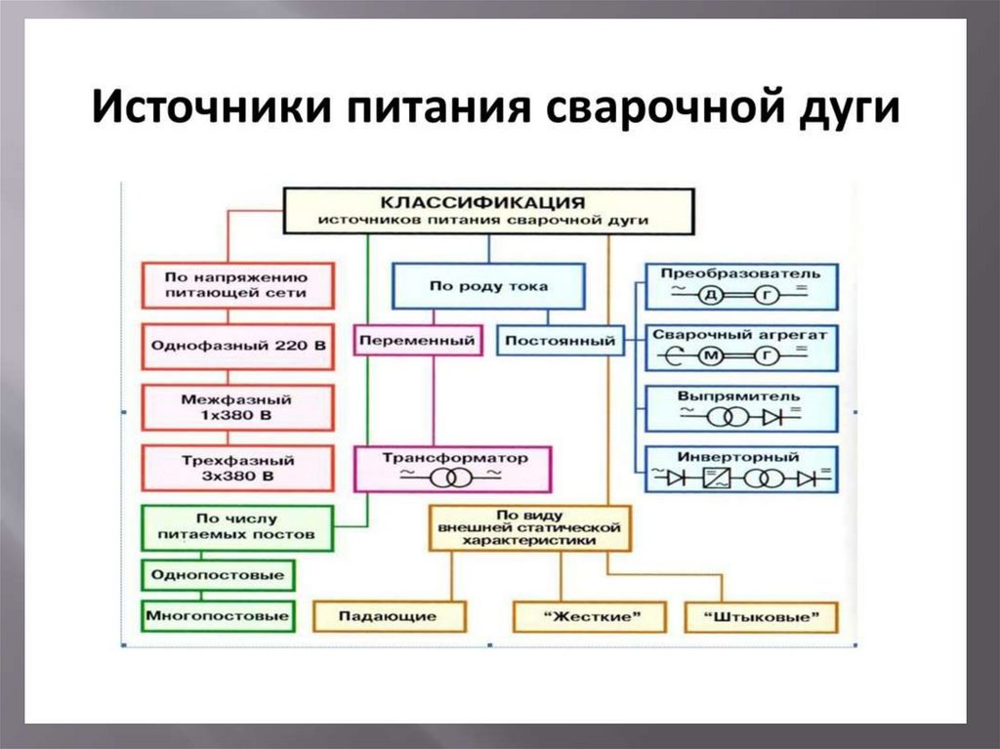 Источники питания сварочной дуги
КЛАССИФИКАЦИЯ
источников питания сварочной дуги
По напряжению
питающей сети
Однофазный 220 В
Межфазный
1х380 В
Трехфазный
3х380 В
По роду тока
Переменный
Постоянный
Трансформатор
~ ~
Преобразователь
~ Д Г =
Сварочный агрегат
М Г =
Выпрямитель
~ =
Инверторный
~ = ~ =
По числу
питаемых постов
Однопостовые
Многопостовые
По виду
внешней статической
характеристики
Падающие
“Жесткие”
“Штыковые”